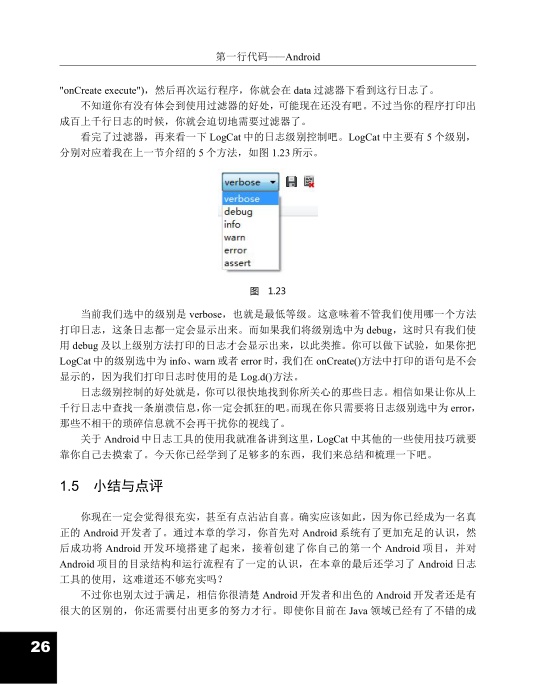 第一行代码——Android
"onCreate execute")，然后再次运行程序，你就会在 data 过滤器下看到这行日志了。
不知道你有没有体会到使用过滤器的好处，可能现在还没有吧。不过当你的程序打印出
成百上千行日志的时候，你就会迫切地需要过滤器了。
看完了过滤器，再来看一下 LogCat 中的日志级别控制吧。LogCat 中主要有 5 个级别，
分别对应着我在上一节介绍的 5 个方法，如图 1.23 所示。
verbose
verbose
debug
info
warn
error
assert
图 1.23
当前我们选中的级别是 verbose，也就是最低等级。这意味着不管我们使用哪一个方法
打印日志，这条日志都一定会显示出来。而如果我们将级别选中为 debug，这时只有我们使
用 debug 及以上级别方法打印的日志才会显示出来，以此类推。你可以做下试验，如果你把
LogCat 中的级别选中为 info、warn 或者 error 时，我们在 onCreate()方法中打印的语句是不会
显示的，因为我们打印日志时使用的是 Log.d()方法。
日志级别控制的好处就是，你可以很快地找到你所关心的那些日志。相信如果让你从上
千行日志中查找一条崩溃信息，你一定会抓狂的吧。而现在你只需要将日志级别选中为 error，
那些不相干的琐碎信息就不会再干扰你的视线了。
关于 Android 中日志工具的使用我就准备讲到这里，LogCat 中其他的一些使用技巧就要
靠你自己去摸索了。今天你已经学到了足够多的东西，我们来总结和梳理一下吧。
1.5 小结与点评
你现在一定会觉得很充实，甚至有点沾沾自喜。确实应该如此，因为你已经成为一名真
正的 Android 开发者了。通过本章的学习，你首先对 Android 系统有了更加充足的认识，然
后成功将 Android 开发环境搭建了起来，接着创建了你自己的第一个 Android 项目，并对
Android 项目的目录结构和运行流程有了一定的认识，在本章的最后还学习了 Android 日志
工具的使用，这难道还不够充实吗？
不过你也别太过于满足，相信你很清楚 Android 开发者和出色的 Android 开发者还是有
很大的区别的，你还需要付出更多的努力才行。即使你目前在 Java 领域已经有了不错的成
26